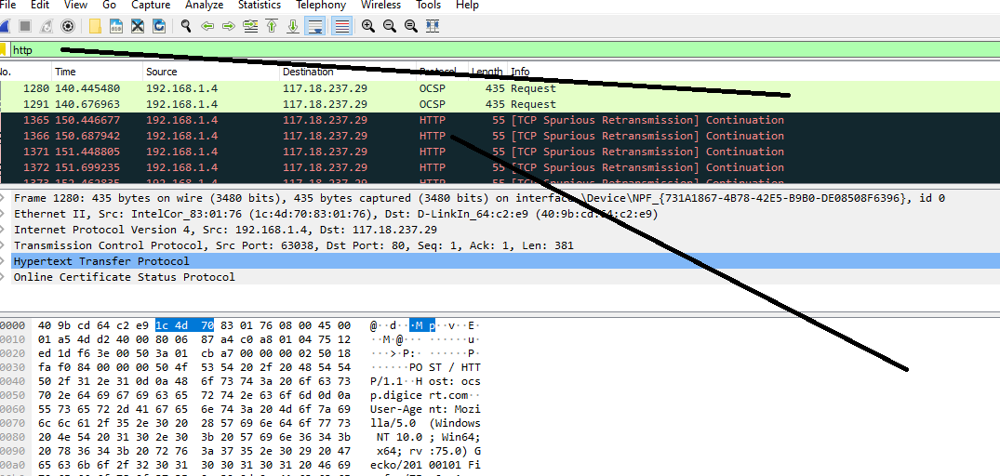 File Edit View Go Capture Analyze Statistics Telephony Wireless Tools Help
http
No. Time Source Destination Protocol Length Info
1280 140.445480 192.168.1.4 117.18.237.29 OCSP 435 Request
1291 140.676963 192.168.1.4 117.18.237.29 OCSP 435 Request
1365 150.446677 192.168.1.4 117.18.237.29 HTTP 55 [TCP Spurious Retransmission] Continuation
1366 150.687942 192.168.1.4 117.18.237.29 HTTP 55 [TCP Spurious Retransmission] Continuation
1371 151.448805 192.168.1.4 117.18.237.29 HTTP 55 [TCP Spurious Retransmission] Continuation
1372 151.699235 192.168.1.4 117.18.237.29 HTTP 55 [TCP Spurious Retransmission] Continuation
Frame 1280: 435 bytes on wire (3480 bits), 435 bytes captured (3480 bits) on interface \Device\NPF_{731A1867-4B78-42E5-B9B0-DE08508F6396}, id 0
Ethernet II, Src: IntelCor_83:01:76 (1c:4d:70:83:01:76), Dst: D-LinkIn_64:c2:e9 (40:9b:cd:64:c2:e9)
Internet Protocol Version 4, Src: 192.168.1.4, Dst: 117.18.237.29
Transmission Control Protocol, Src Port: 63038, Dst Port: 80, Seq: 1, Ack: 1, Len: 381
Hypertext Transfer Protocol
Online Certificate Status Protocol
0000 40 9b cd 64 c2 e9 1c 4d 70 83 01 76 08 00 45 00 @··d···M p··v··E·
0010 01 a5 4d d2 40 00 80 06 87 a4 c0 a8 01 04 75 12 ··M·@··· ······u·
0020 ed 1d f6 3e 00 50 3a 01 cb a7 00 00 00 02 50 18 ···>·P:· ······P·
0030 fa f0 84 00 00 00 50 4f 53 54 20 2f 20 48 54 54 ······PO ST / HTT
0040 50 2f 31 2e 31 0d 0a 48 6f 73 74 3a 20 6f 63 73 P/1.1··H ost: ocs
0050 70 2e 64 69 67 69 63 65 72 74 2e 63 6f 6d 0d 0a p.digice rt.com··
0060 55 73 65 72 2d 41 67 65 6e 74 3a 20 4d 6f 7a 69 User-Age nt: Mozi
0070 6c 6c 61 2f 35 2e 30 20 28 57 69 6e 64 6f 77 73 lla/5.0 (Windows
0080 20 4e 54 20 31 30 2e 30 3b 20 57 69 6e 36 34 3b NT 10.0 ; Win64;
0090 20 78 36 34 3b 20 72 76 3a 37 35 2e 30 29 20 47 x64; rv :75.0) G
00a0 65 63 6b 6f 2f 32 30 31 30 30 31 30 31 20 46 69 ecko/201 00101 Fi